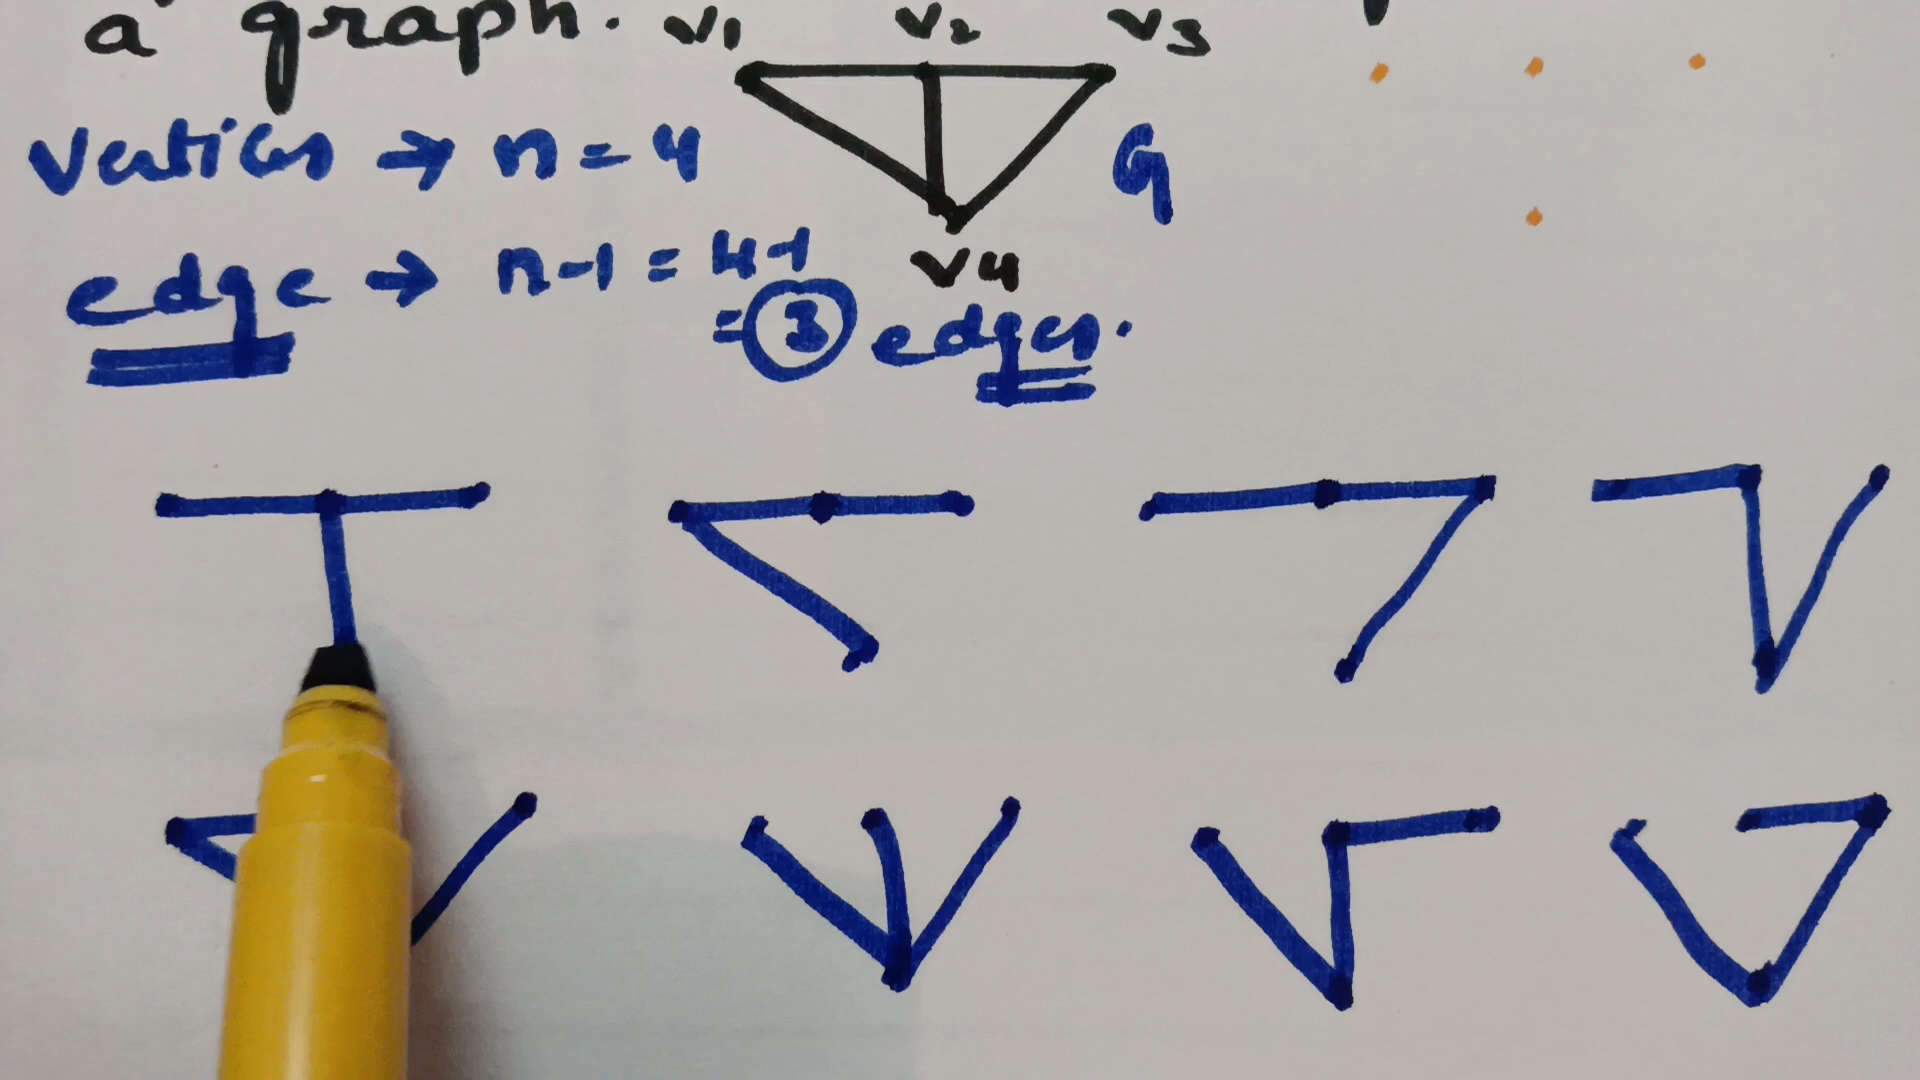 a graph. v1 v2 v3
vertices → n = 4
G
edge → n-1 = 4-1
v4
= 3 edges.